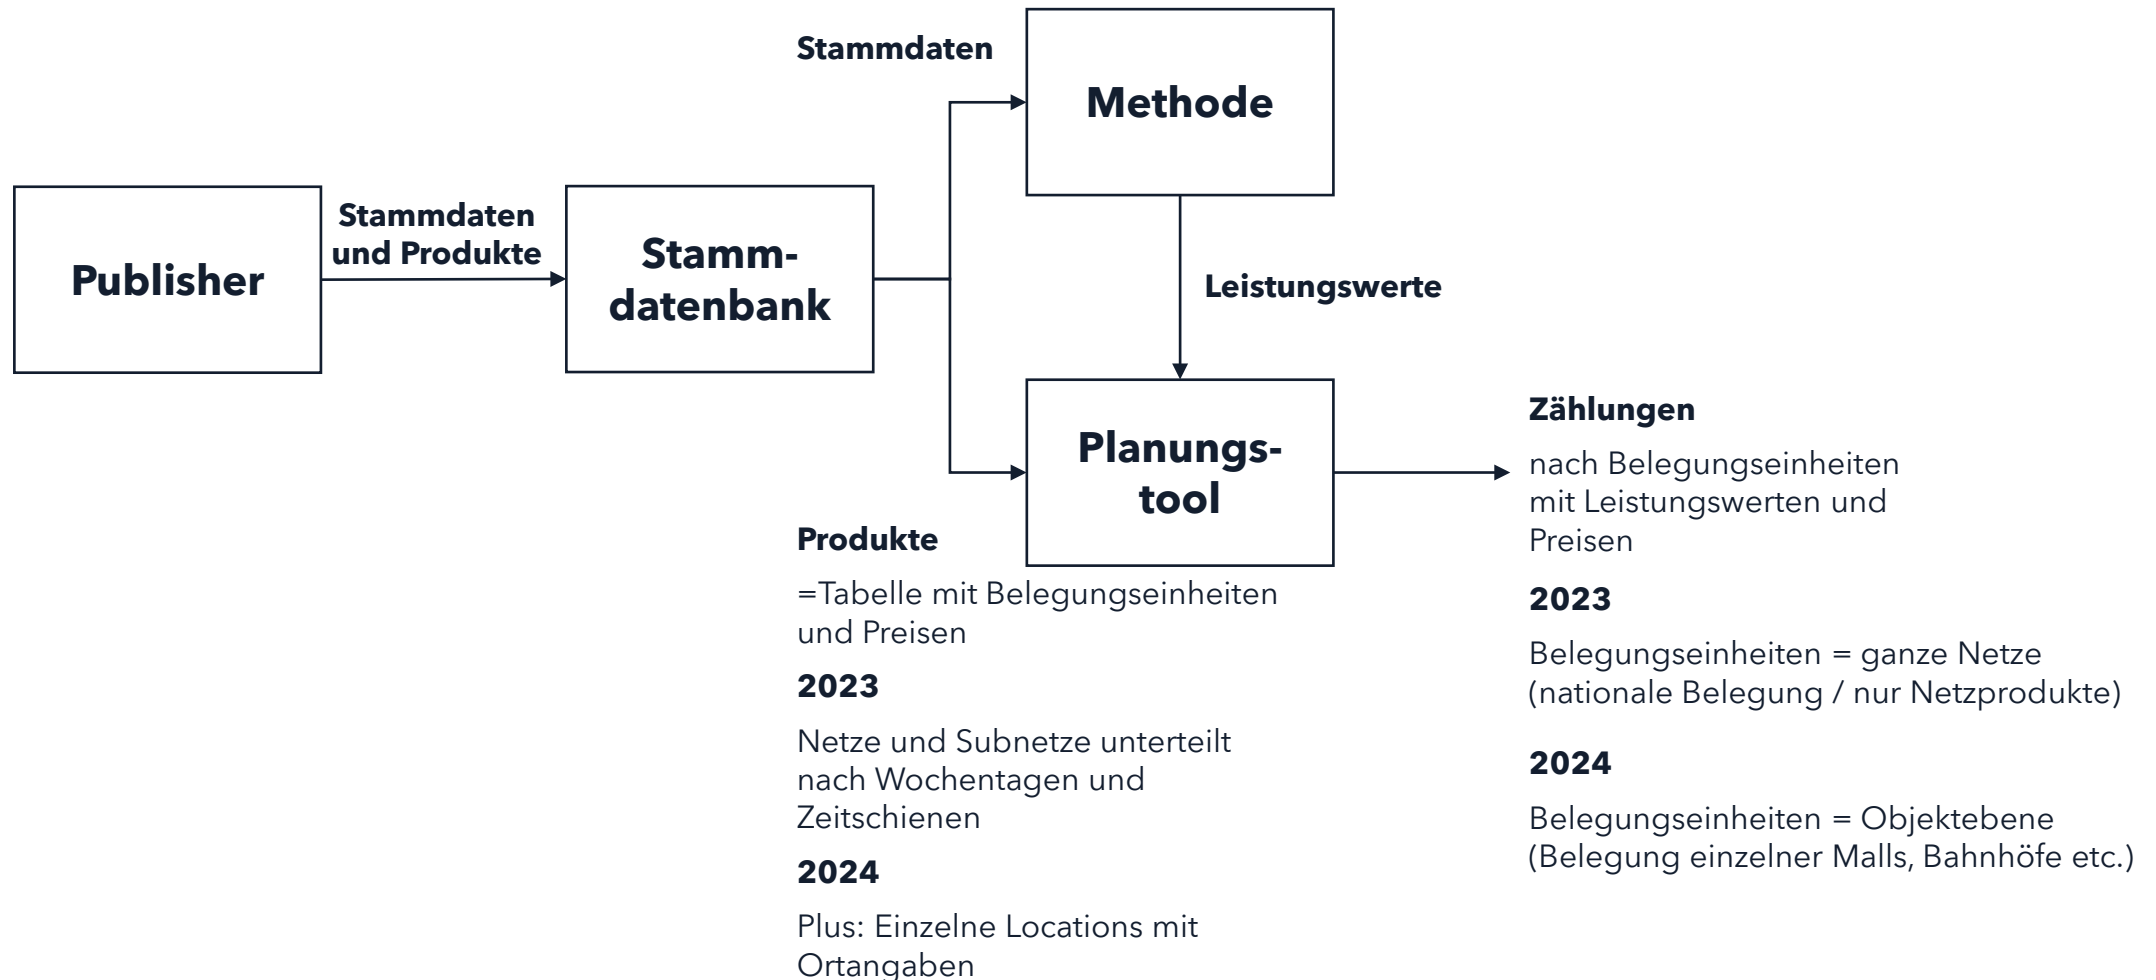 Stammdaten
Methode
Publisher
Stammdaten
und Produkte
Stamm-
datenbank
Leistungswerte
Planungs-
tool
Produkte
=Tabelle mit Belegungseinheiten
und Preisen
2023
Netze und Subnetze unterteilt
nach Wochentagen und
Zeitschienen
2024
Plus: Einzelne Locations mit
Ortangaben
Zählungen
nach Belegungseinheiten
mit Leistungswerten und
Preisen
2023
Belegungseinheiten = ganze Netze
(nationale Belegung / nur Netzprodukte)
2024
Belegungseinheiten = Objektebene
(Belegung einzelner Malls, Bahnhöfe etc.)